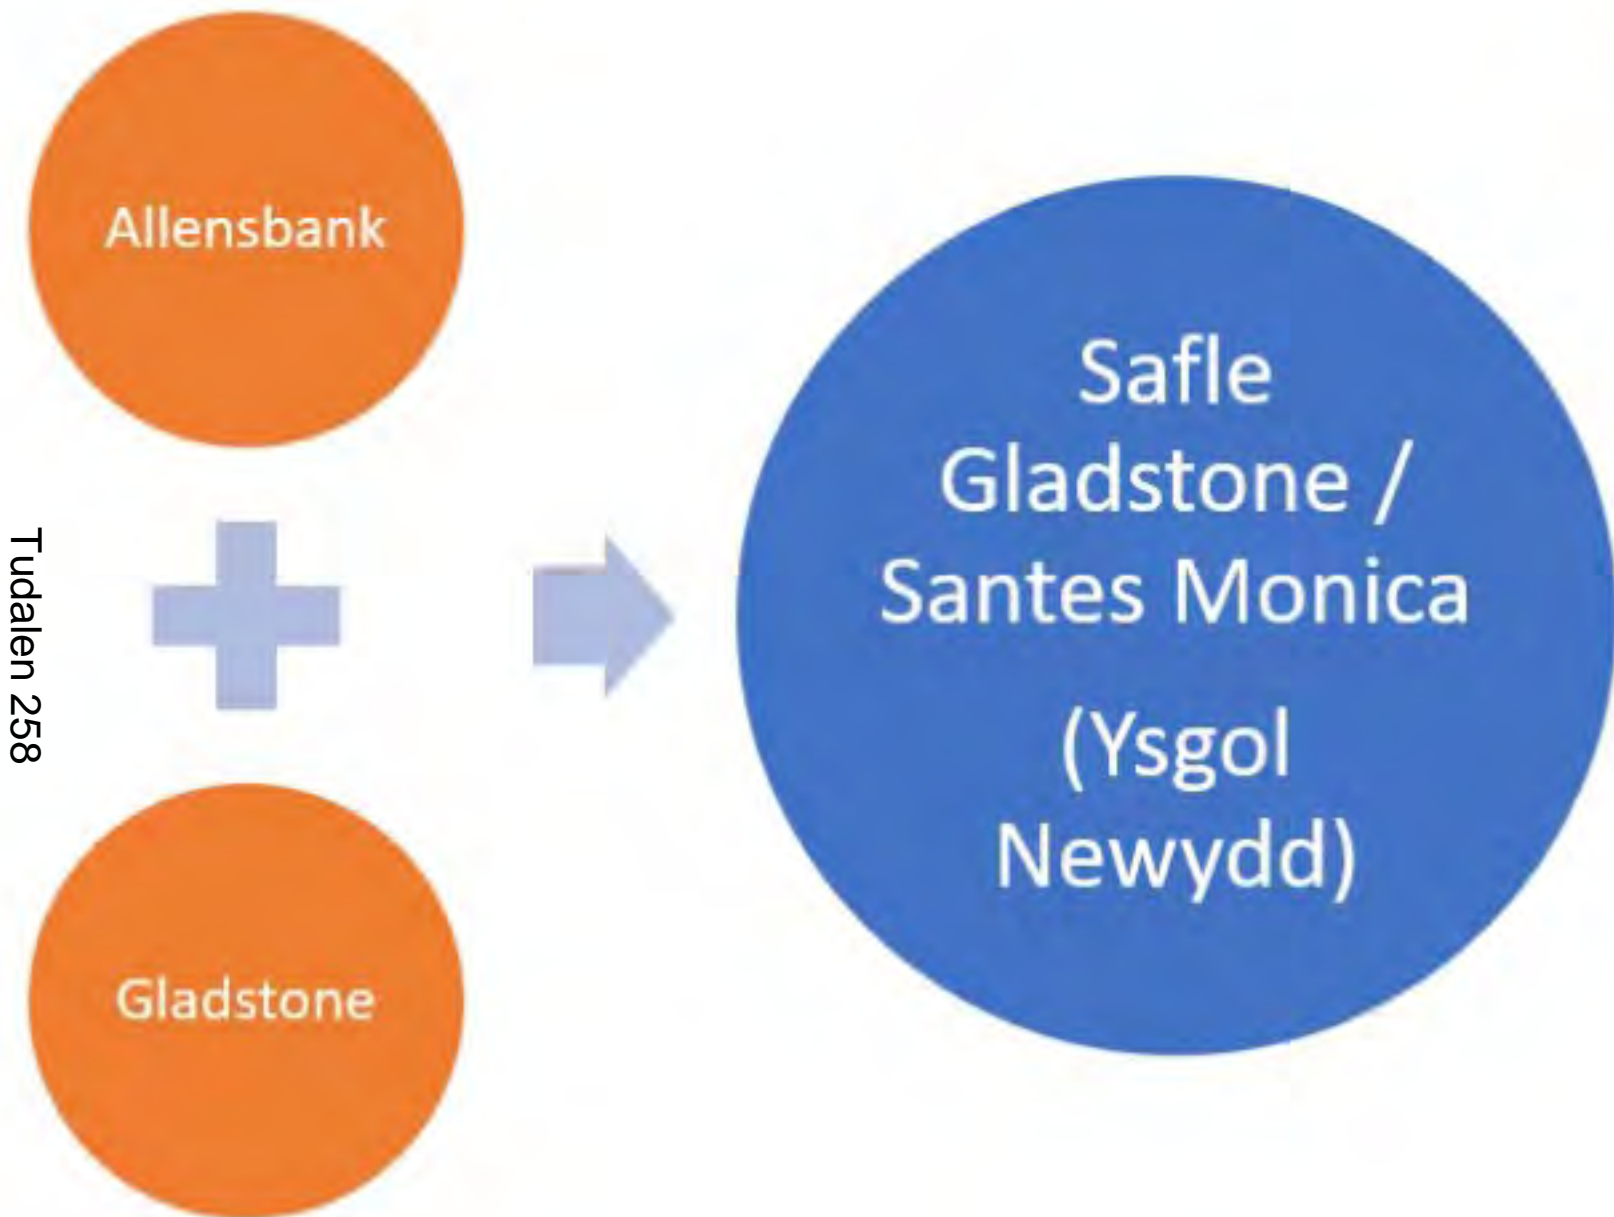 Allensbank
Gladstone
Safle
Gladstone /
Santes Monica
(Ysgol
Newydd)
Tudalen 258